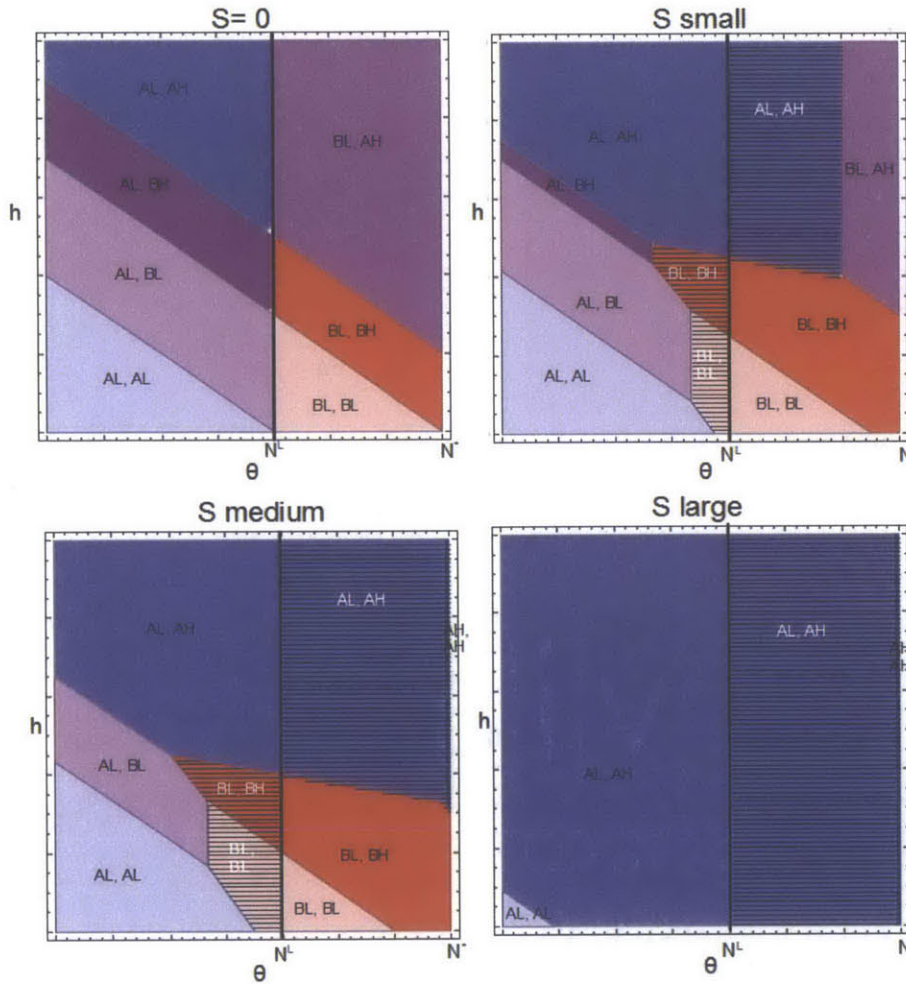 S= 0
AL, AH
BL, AH
AL, BH
h
AL, BL
BL, BH
AL, AL
BL, BL
N^L
N^-
θ
S small
AL, AH
AL, AH
BL, AH
AL, BH
h
BL, BH
AL, BL
BL, BH
BL,
BL
AL, AL
BL, BL
N^L
N
θ
S medium
AL, AH
AL, AH
AH,
AH
h
AL, BL
BL, BH
BL,
BL
BL, BH
AL, AL
BL, BL
N^L
N^-
θ
S large
AL, AH
h
AL, AH
AL, AL
N^L
N
θ